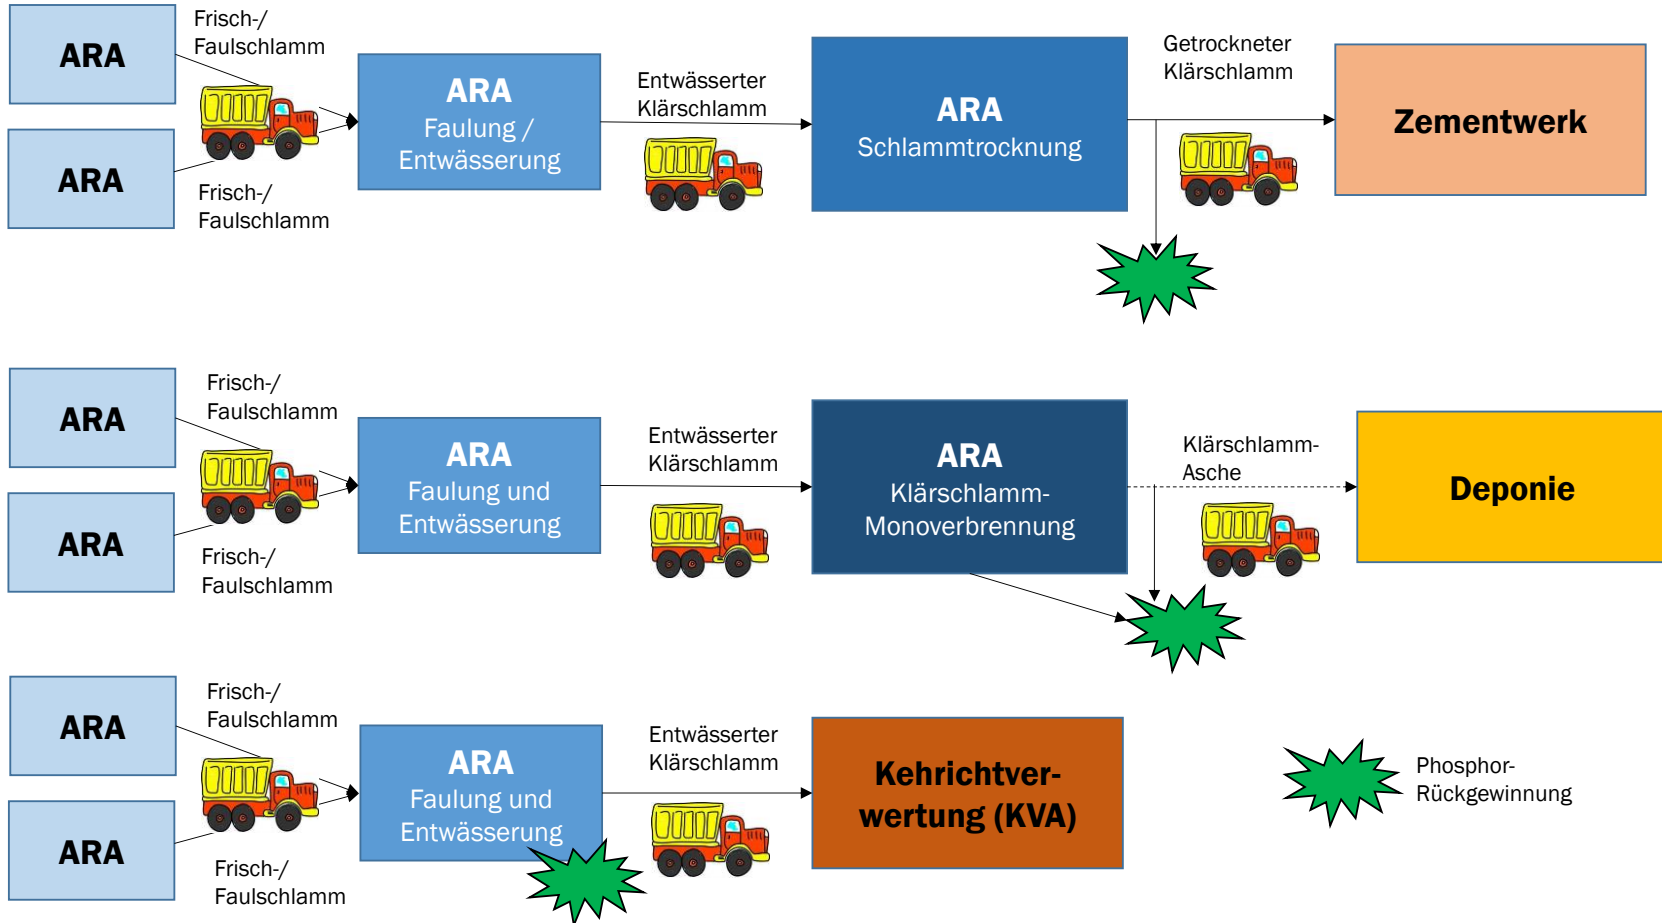 ARA
Frisch-/
Faulschlamm
ARA
Frisch-/
Faulschlamm
ARA
Faulung /
Entwässerung
Entwässerter
Klärschlamm
ARA
Schlammtrocknung
Getrockneter
Klärschlamm
Zementwerk
ARA
Frisch-/
Faulschlamm
ARA
Frisch-/
Faulschlamm
ARA
Faulung und
Entwässerung
Entwässerter
Klärschlamm
ARA
Klärschlamm-
Monoverbrennung
Klärschlamm-
Asche
Deponie
ARA
Frisch-/
Faulschlamm
ARA
Frisch-/
Faulschlamm
ARA
Faulung und
Entwässerung
Entwässerter
Klärschlamm
Kehrichtver-
wertung (KVA)
Phosphor-
Rückgewinnung